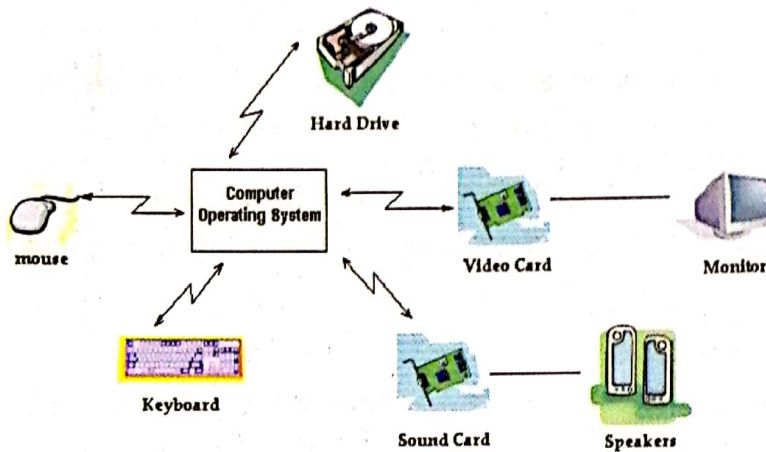 Hard Drive
Computer
Operating System
mouse
Video Card
Monitor
Keyboard
Sound Card
Speakers